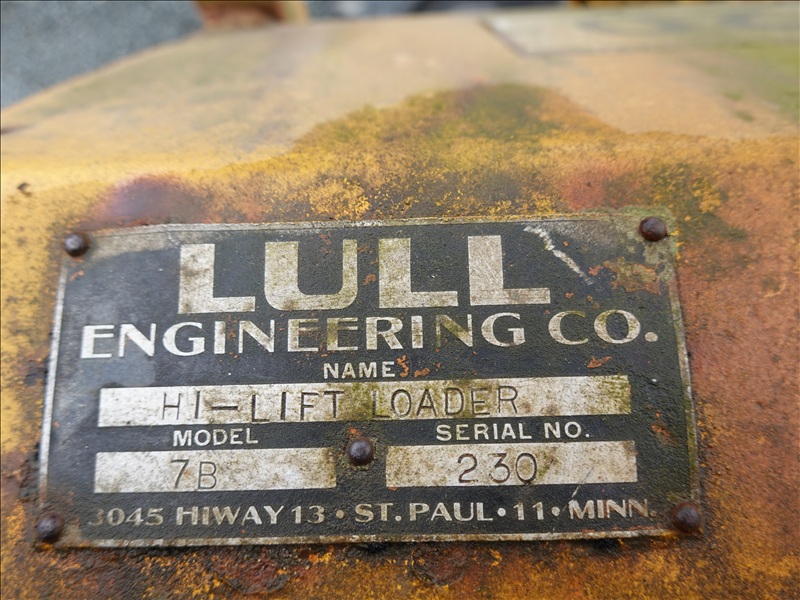 LULL
ENGINEERING CO.
NAME
HI-LIFT LOADER
MODEL SERIAL NO.
7B 230
3045 HIWAY 13 • ST. PAUL • 11 • MINN.